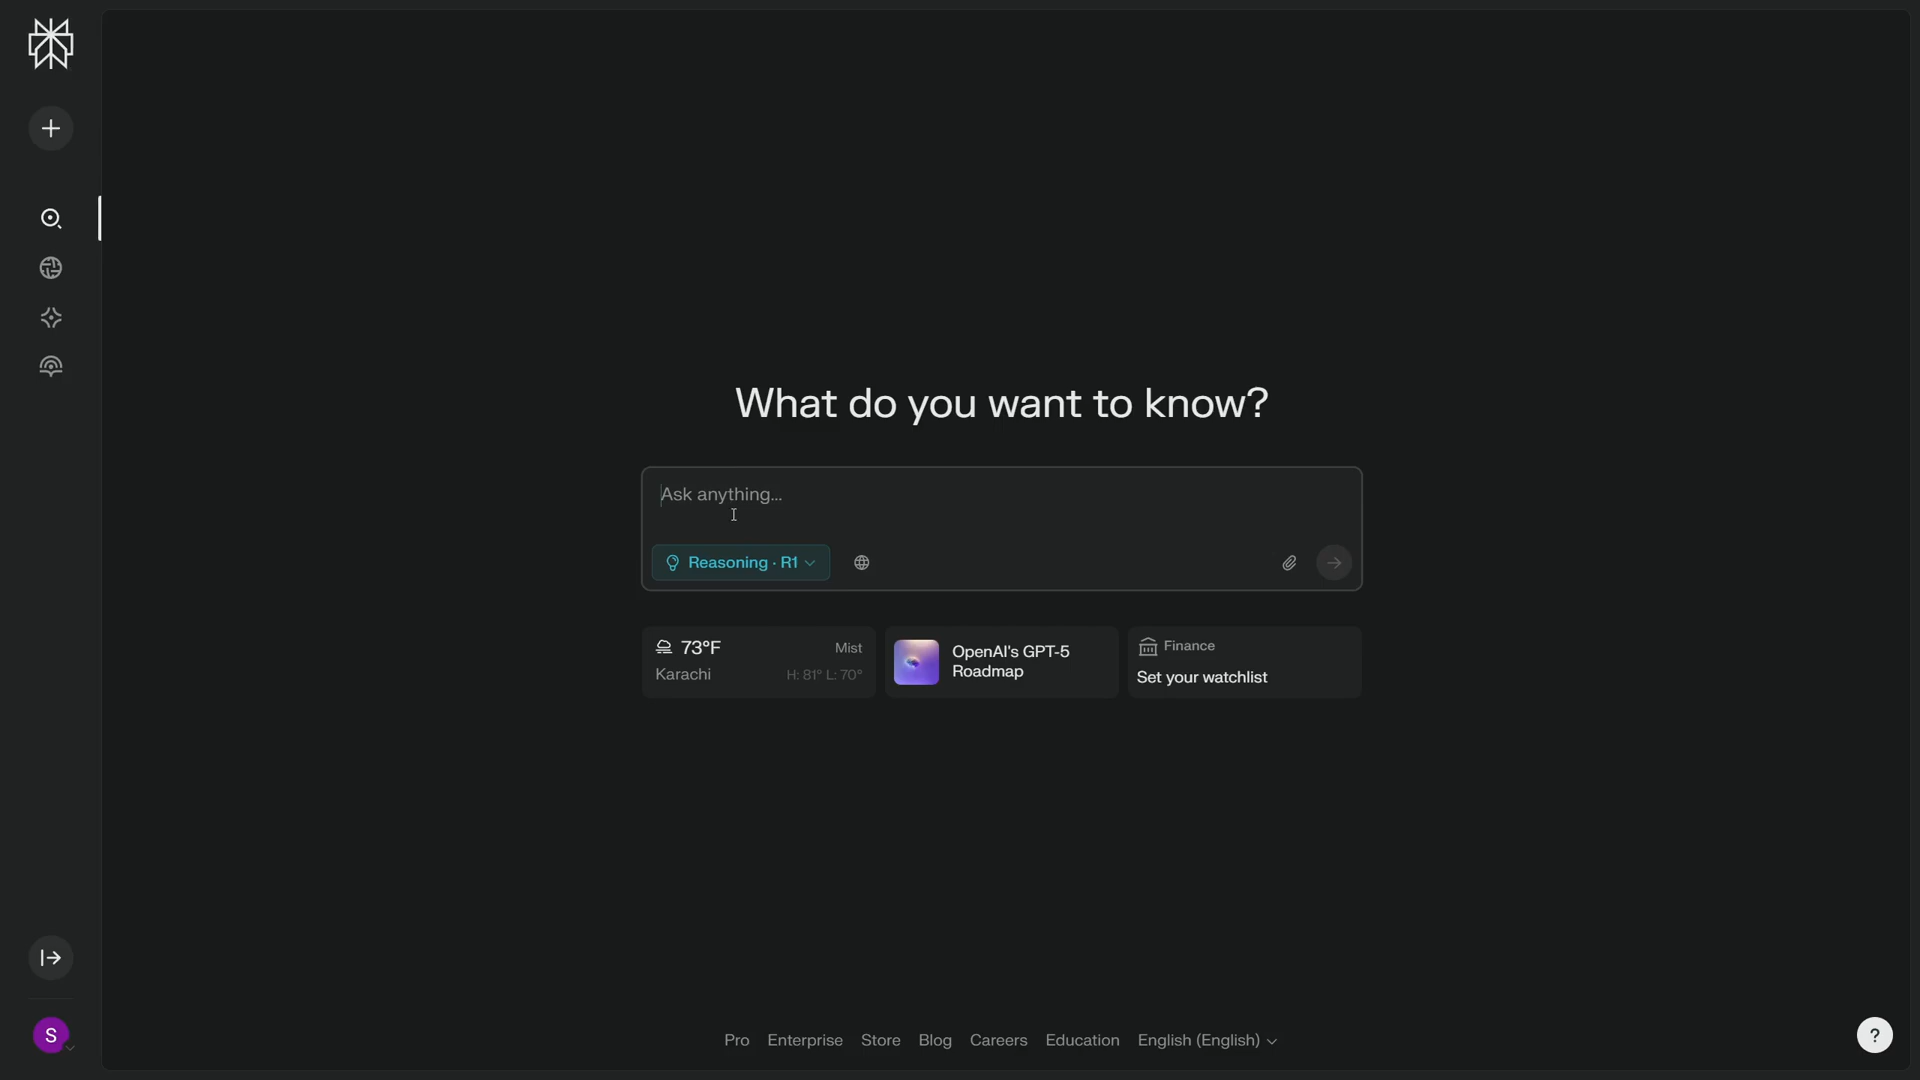 What do you want to know?
Ask anything...
Reasoning · R1
73°F
Mist
Karachi
H: 81° L: 70°
OpenAI's GPT-5
Roadmap
Finance
Set your watchlist
S
Pro Enterprise Store Blog Careers Education English (English)
?